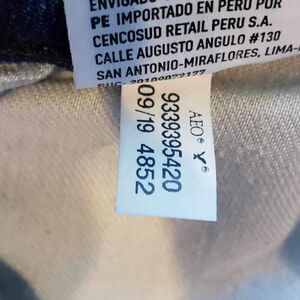 ENVASADO
PE IMPORTADO EN PERU POR
CENCOSUD RETAIL PERU S.A.
CALLE AUGUSTO ANGULO #130
SAN ANTONIO-MIRAFLORES, LIMA-
AEO®
9339395420
09/19 4852